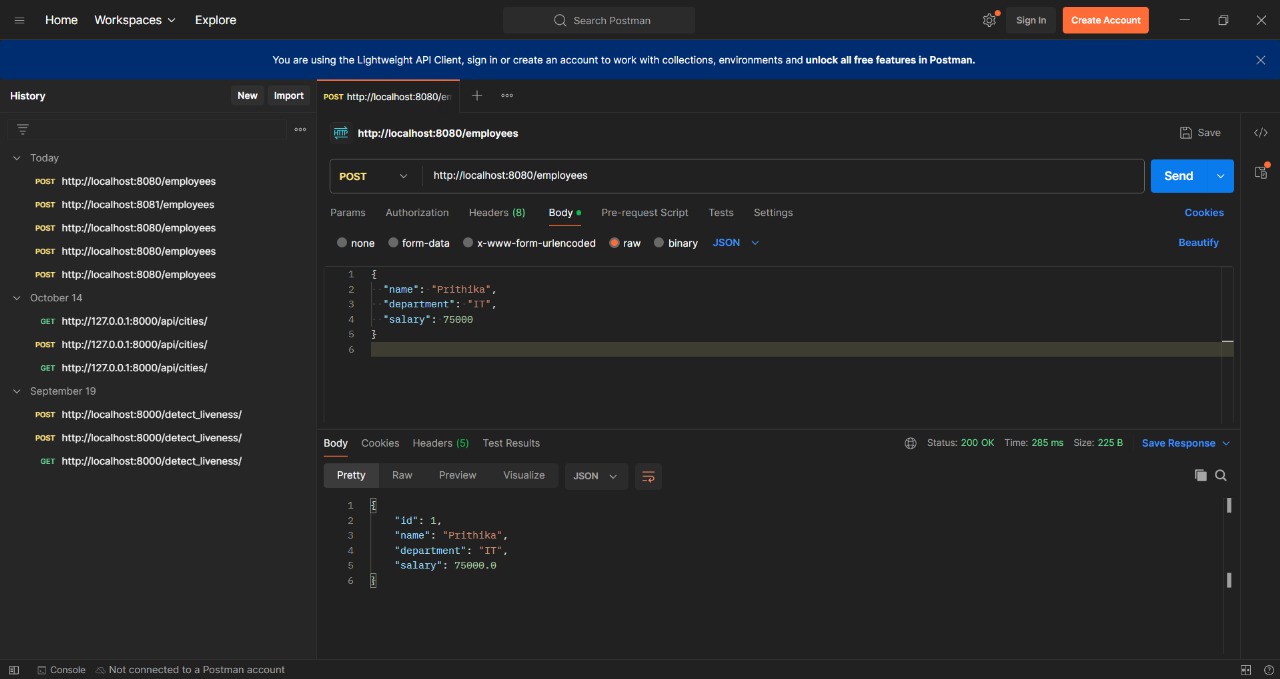 Home Workspaces Explore Search Postman Sign In Create Account
You are using the Lightweight API Client, sign in or create an account to work with collections, environments and unlock all free features in Postman.
History New Import
POST http://localhost:8080/en
http://localhost:8080/employees Save
Today
POST http://localhost:8080/employees
POST http://localhost:8081/employees
POST http://localhost:8080/employees
POST http://localhost:8080/employees
POST http://localhost:8080/employees
October 14
GET http://127.0.0.1:8000/api/cities/
POST http://127.0.0.1:8000/api/cities/
GET http://127.0.0.1:8000/api/cities/
September 19
POST http://localhost:8000/detect_liveness/
POST http://localhost:8000/detect_liveness/
GET http://localhost:8000/detect_liveness/
POST http://localhost:8080/employees Send
Params Authorization Headers (8) Body Pre-request Script Tests Settings Cookies
none form-data x-www-form-urlencoded raw binary JSON Beautify
1 {
2 "name": "Prithika",
3 "department": "IT",
4 "salary": 75000
5 }
6
Body Cookies Headers (5) Test Results Status: 200 OK Time: 285 ms Size: 225 B Save Response
Pretty Raw Preview Visualize JSON
1 {
2 "id": 1,
3 "name": "Prithika",
4 "department": "IT",
5 "salary": 75000.0
6 }
Console Not connected to a Postman account